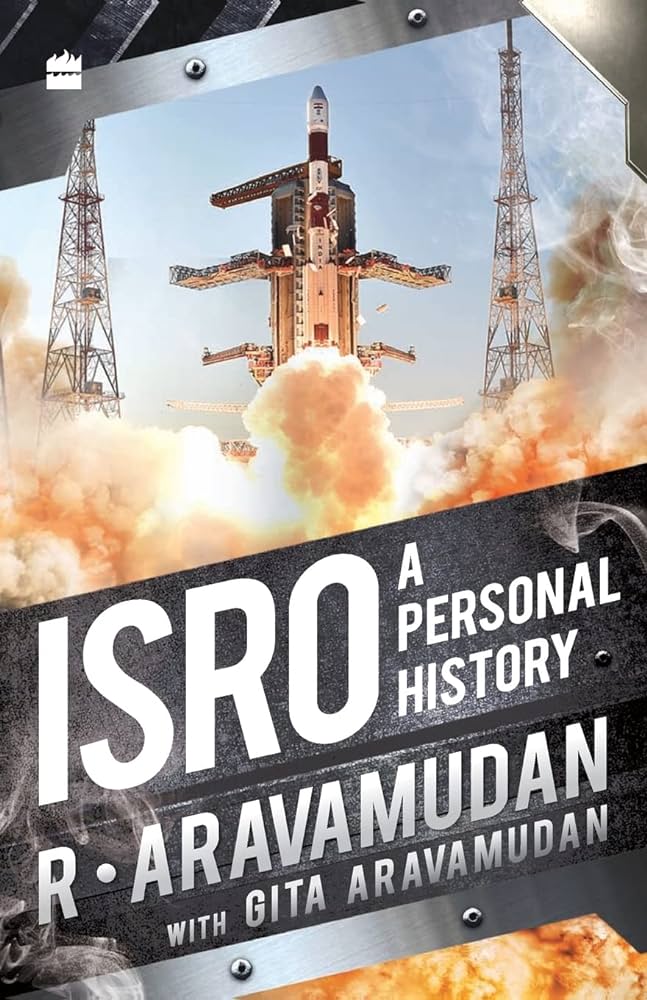 ISRO
A
PERSONAL
HISTORY
R • ARAVAMUDAN
WITH GITA ARAVAMUDAN